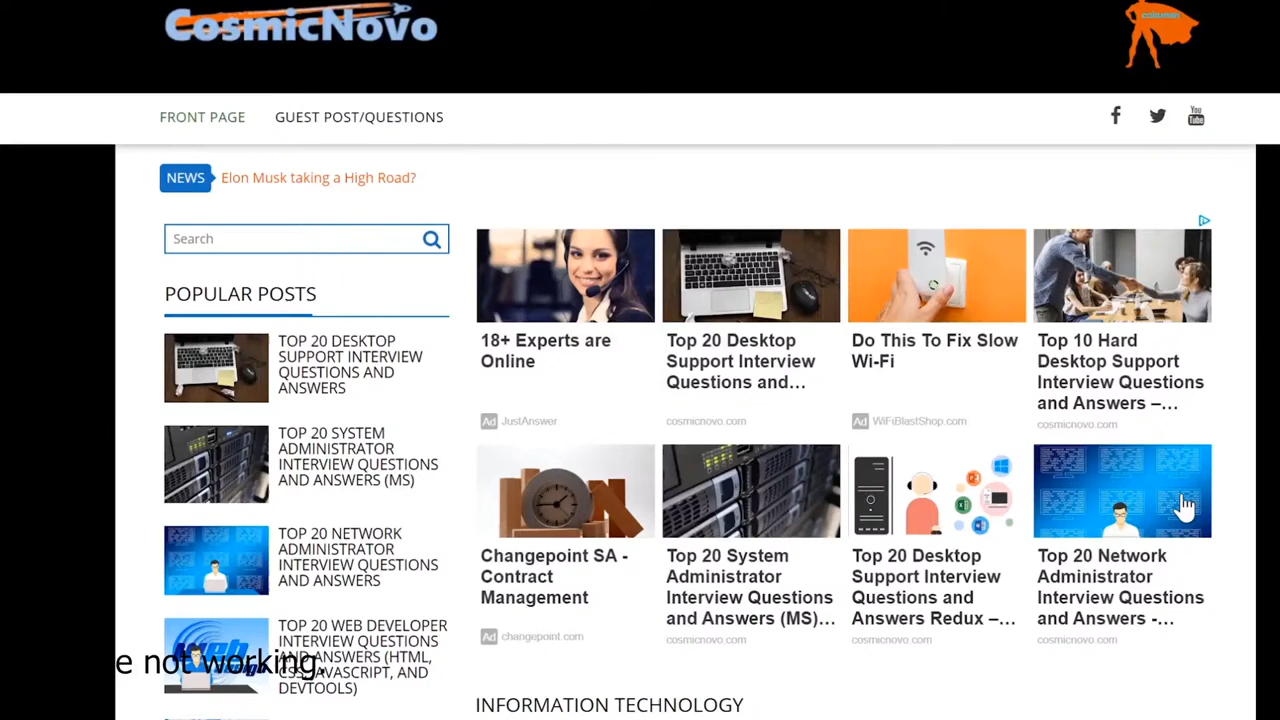 CosmicNovo
FRONT PAGE
GUEST POST/QUESTIONS
You
Tube
NEWS
Elon Musk taking a High Road?
Search
POPULAR POSTS
TOP 20 DESKTOP
SUPPORT INTERVIEW
QUESTIONS AND
ANSWERS
TOP 20 SYSTEM
ADMINISTRATOR
INTERVIEW QUESTIONS
AND ANSWERS (MS)
TOP 20 NETWORK
ADMINISTRATOR
INTERVIEW QUESTIONS
AND ANSWERS
TOP 20 WEB DEVELOPER
INTERVIEW QUESTIONS
AND ANSWERS (HTML,
CSS, JAVASCRIPT, AND
DEVTOOLS)
e not working.
18+ Experts are
Online
Ad JustAnswer
Top 20 Desktop
Support Interview
Questions and...
cosmicnovo.com
Do This To Fix Slow
Wi-Fi
Ad WiFiBlastShop.com
Top 10 Hard
Desktop Support
Interview Questions
and Answers –...
cosmicnovo.com
Changepoint SA -
Contract
Management
Ad changepoint.com
Top 20 System
Administrator
Interview Questions
and Answers (MS)...
cosmicnovo.com
Top 20 Desktop
Support Interview
Questions and
Answers Redux –...
cosmicnovo.com
Top 20 Network
Administrator
Interview Questions
and Answers -...
cosmicnovo.com
INFORMATION TECHNOLOGY